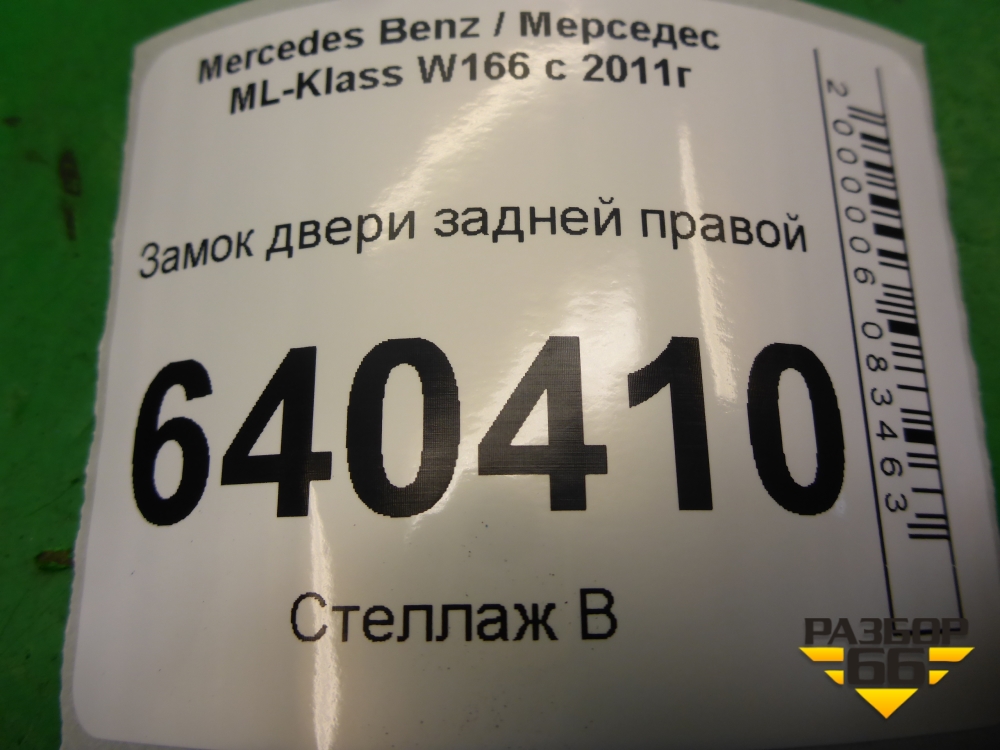 Mercedes Benz / Мерседес
ML-Klass W166 с 2011г
Замок двери задней правой
640410
Стеллаж В
2000006083463
РАЗБОР
66